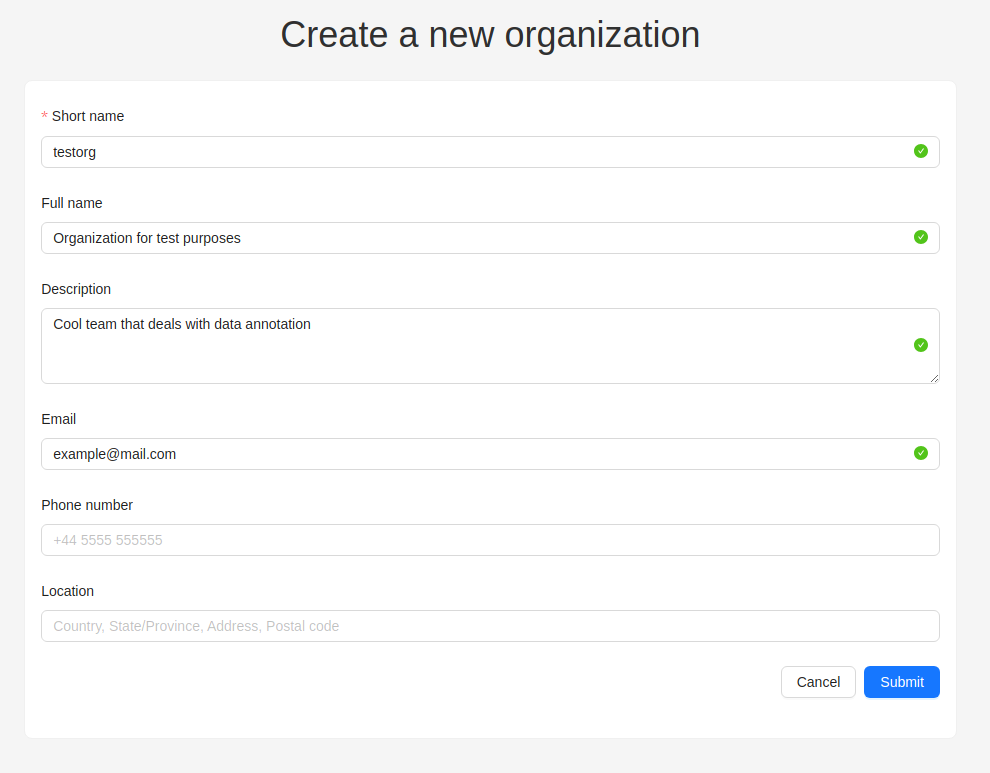 Create a new organization
* Short name
testorg
Full name
Organization for test purposes
Description
Cool team that deals with data annotation
Email
example@mail.com
Phone number
+44 5555 555555
Location
Country, State/Province, Address, Postal code
Cancel Submit